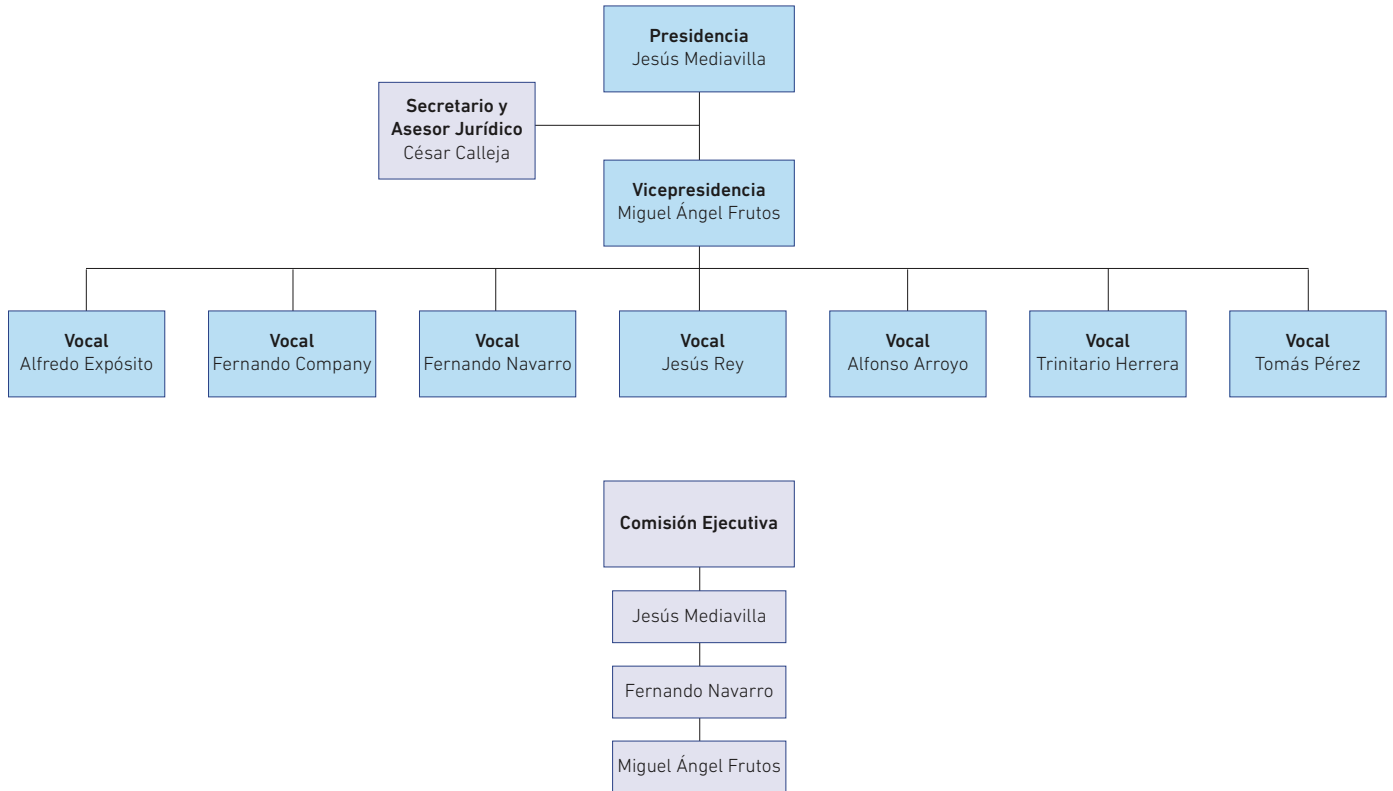 Presidencia
Jesús Mediavilla
Secretario y
Asesor Jurídico
César Calleja
Vicepresidencia
Miguel Ángel Frutos
Vocal
Alfredo Expósito
Vocal
Fernando Company
Vocal
Fernando Navarro
Vocal
Jesús Rey
Vocal
Alfonso Arroyo
Vocal
Trinitario Herrera
Vocal
Tomás Pérez
Comisión Ejecutiva
Jesús Mediavilla
Fernando Navarro
Miguel Ángel Frutos